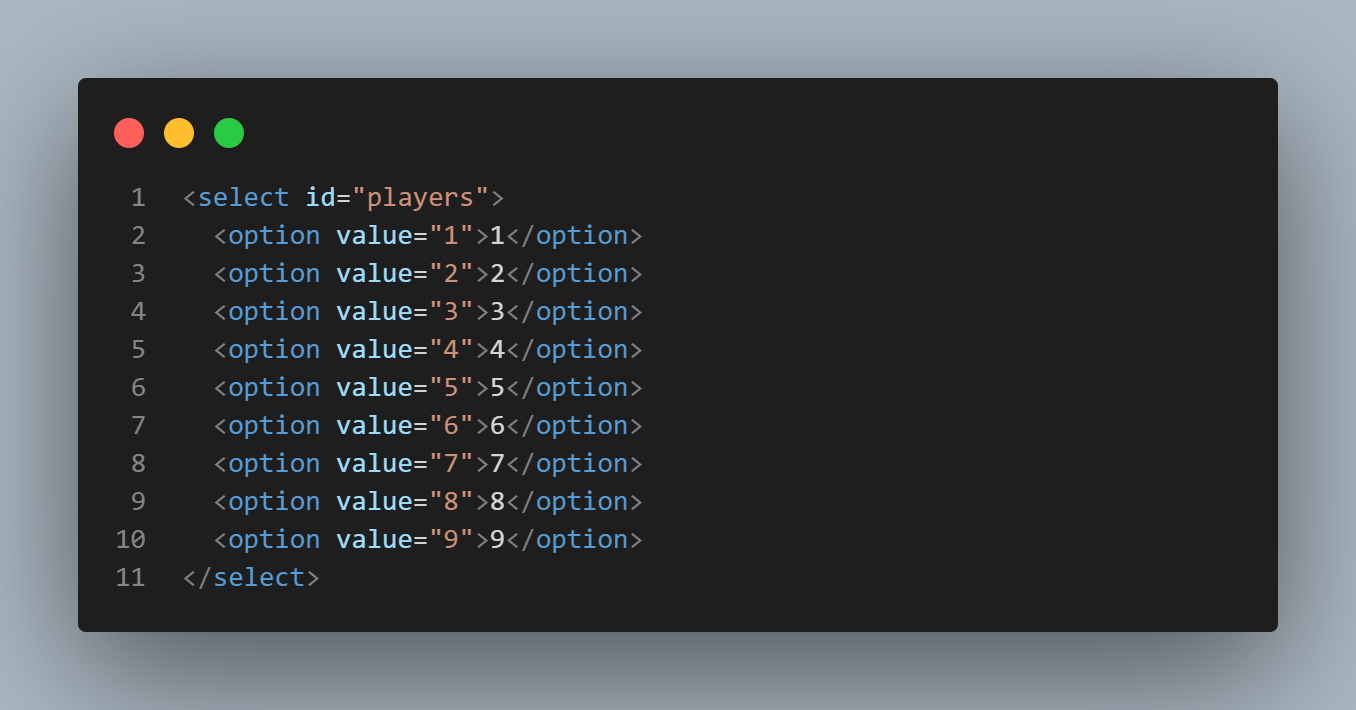 1 <select id="players">
2   <option value="1">1</option>
3   <option value="2">2</option>
4   <option value="3">3</option>
5   <option value="4">4</option>
6   <option value="5">5</option>
7   <option value="6">6</option>
8   <option value="7">7</option>
9   <option value="8">8</option>
10   <option value="9">9</option>
11 </select>